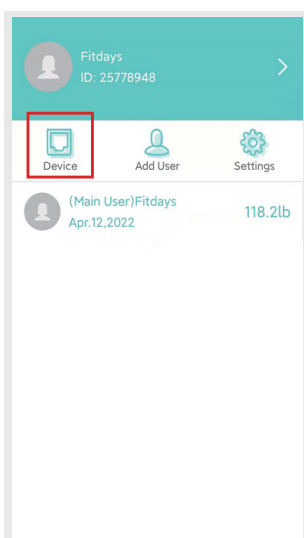 Fitdays
ID: 25778948
Device
Add User
Settings
(Main User)Fitdays
118.2lb
Apr.12,2022